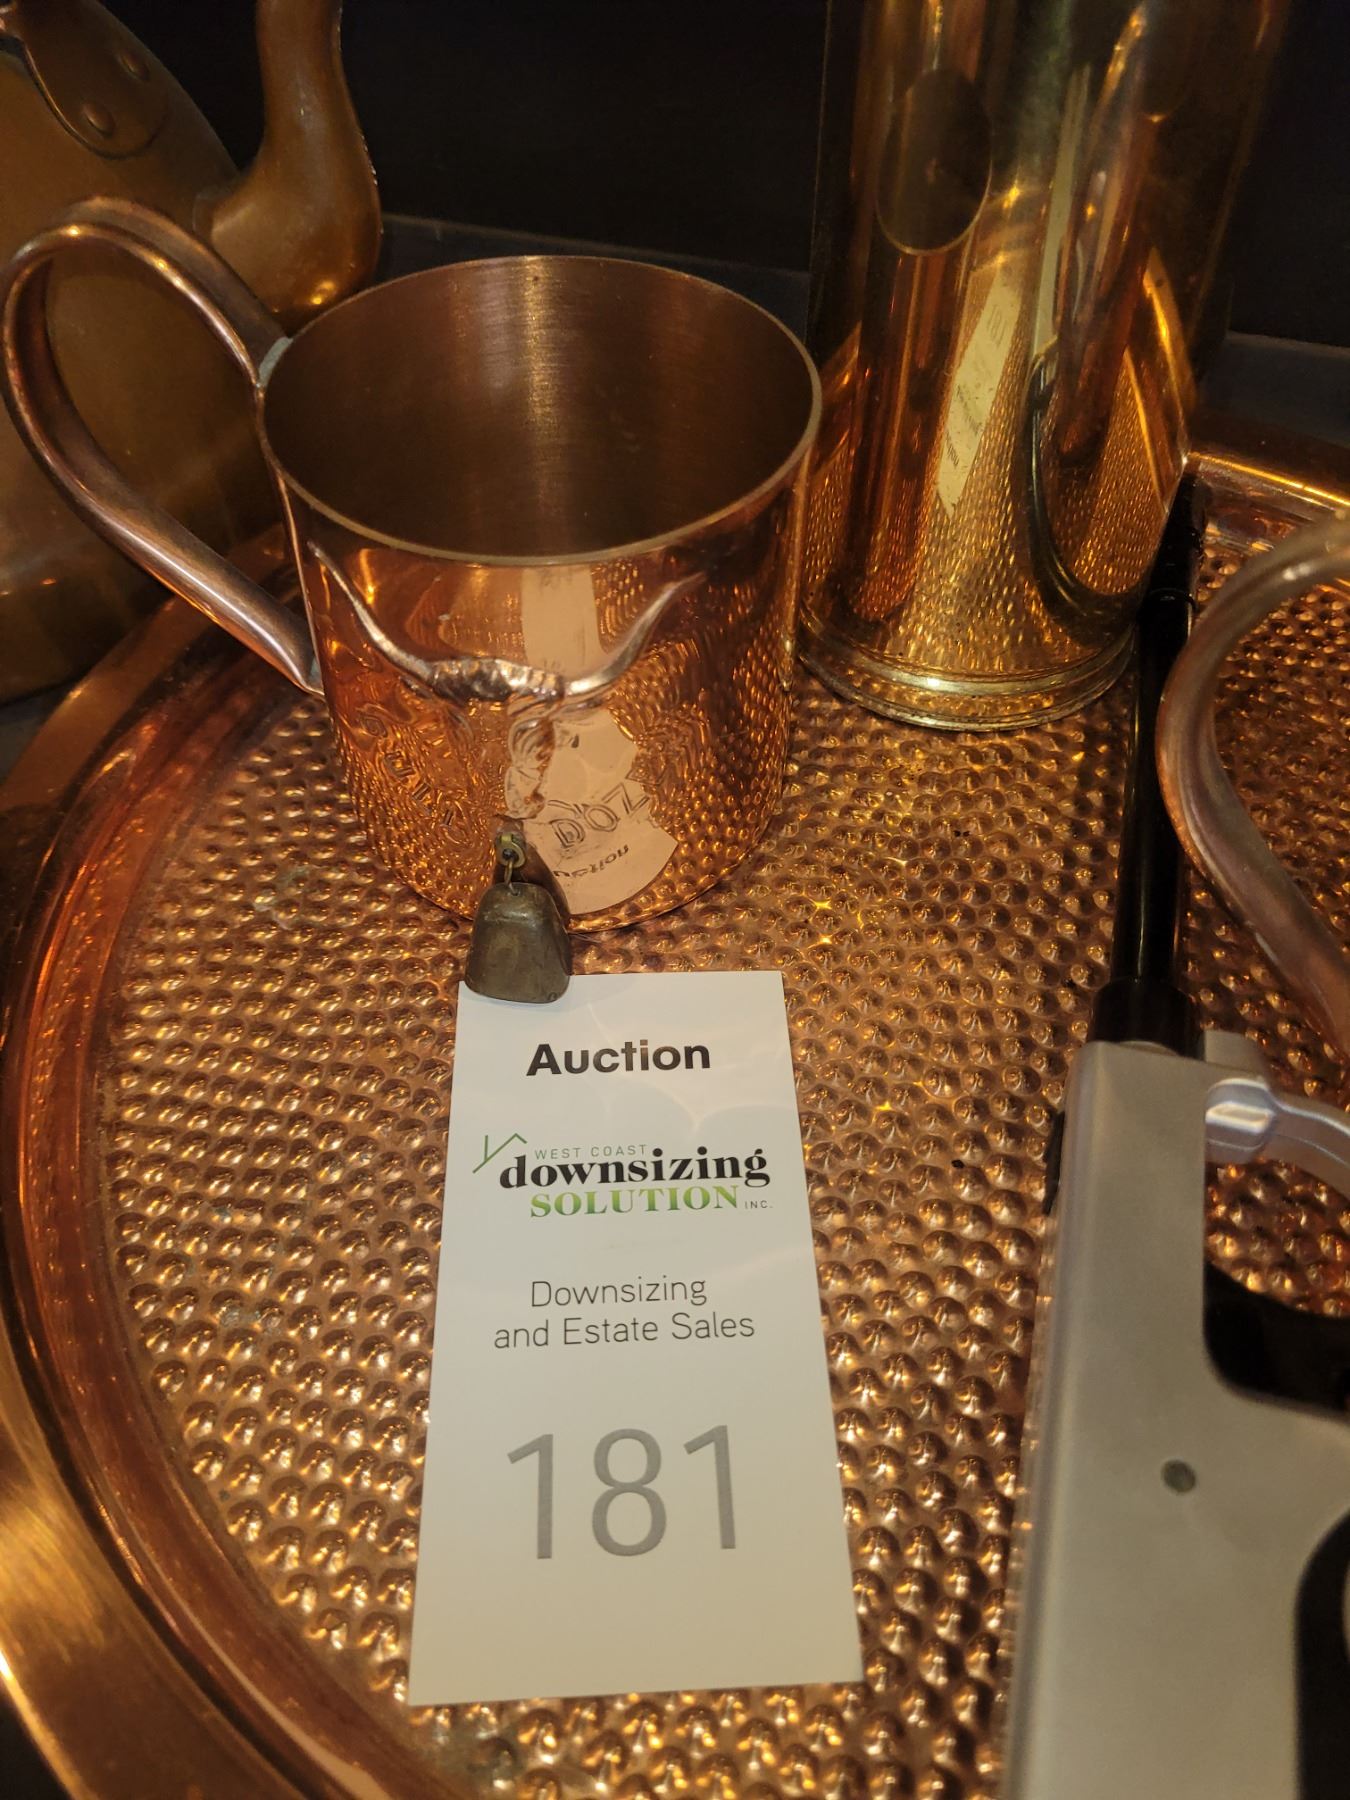 Auction
WEST COAST
downsizing
SOLUTION INC.
Downsizing
and Estate Sales
181